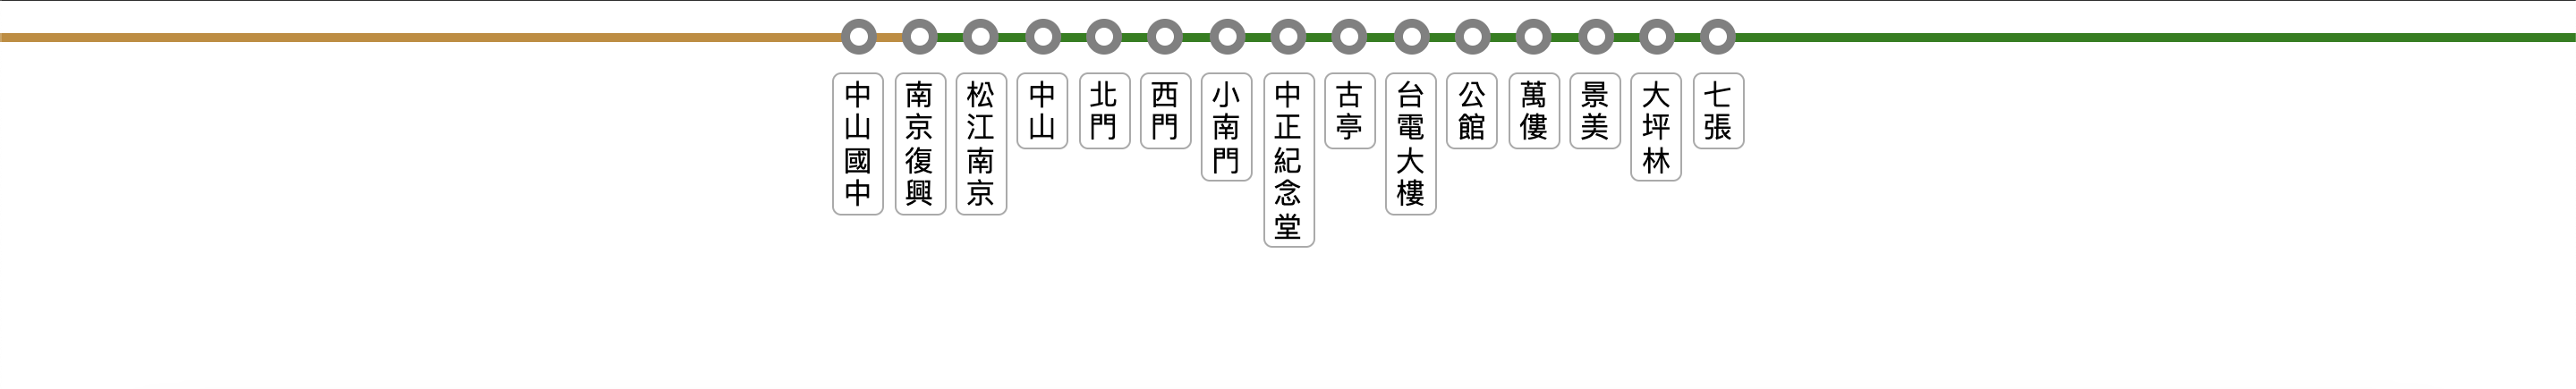 中山國中
南京復興
松江南京
中山
北門
西門
小南門
中正紀念堂
古亭
台電大樓
公館
萬僂
景美
大坪林
七張